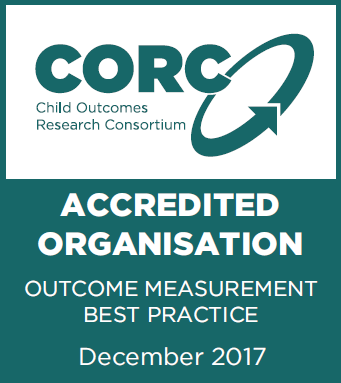 CORC
Child Outcomes
Research Consortium
ACCREDITED
ORGANISATION
OUTCOME MEASUREMENT
BEST PRACTICE
December 2017